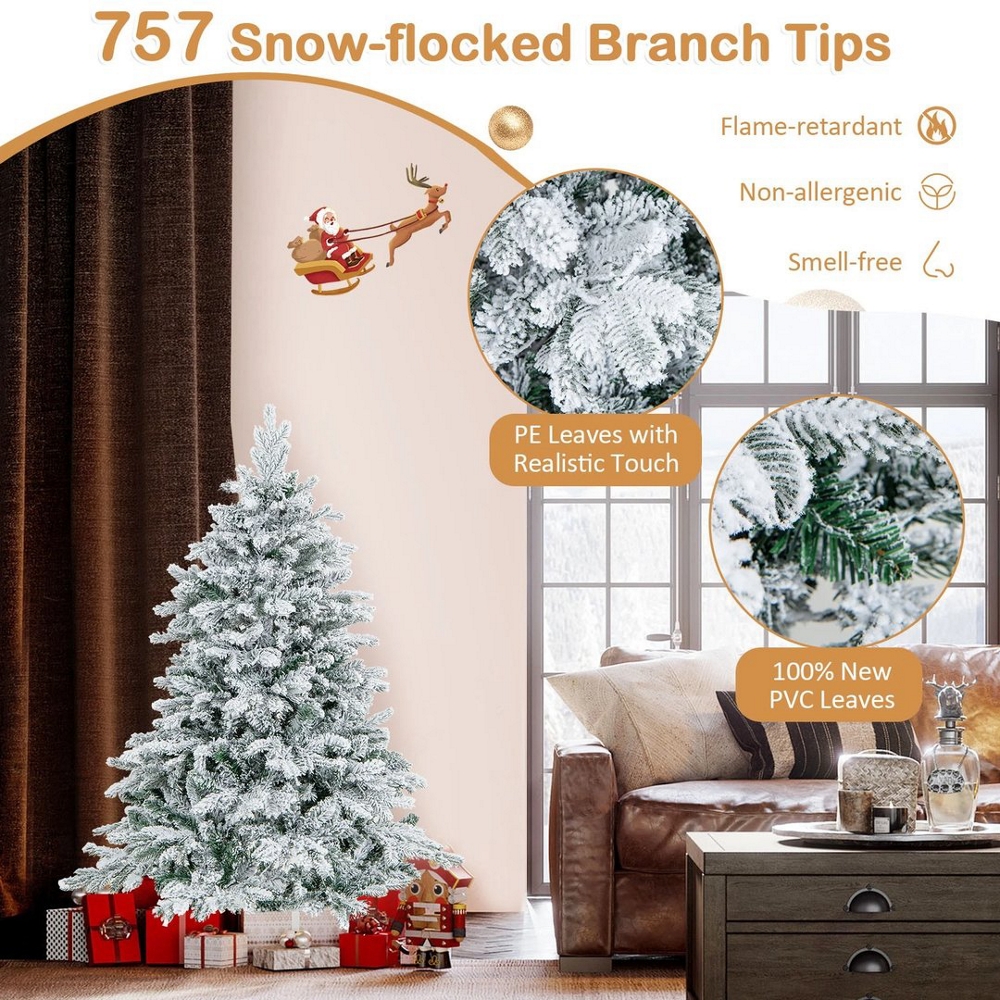 757 Snow-flocked Branch Tips
Flame-retardant
Non-allergenic
Smell-free
PE Leaves with
Realistic Touch
100% New
PVC Leaves